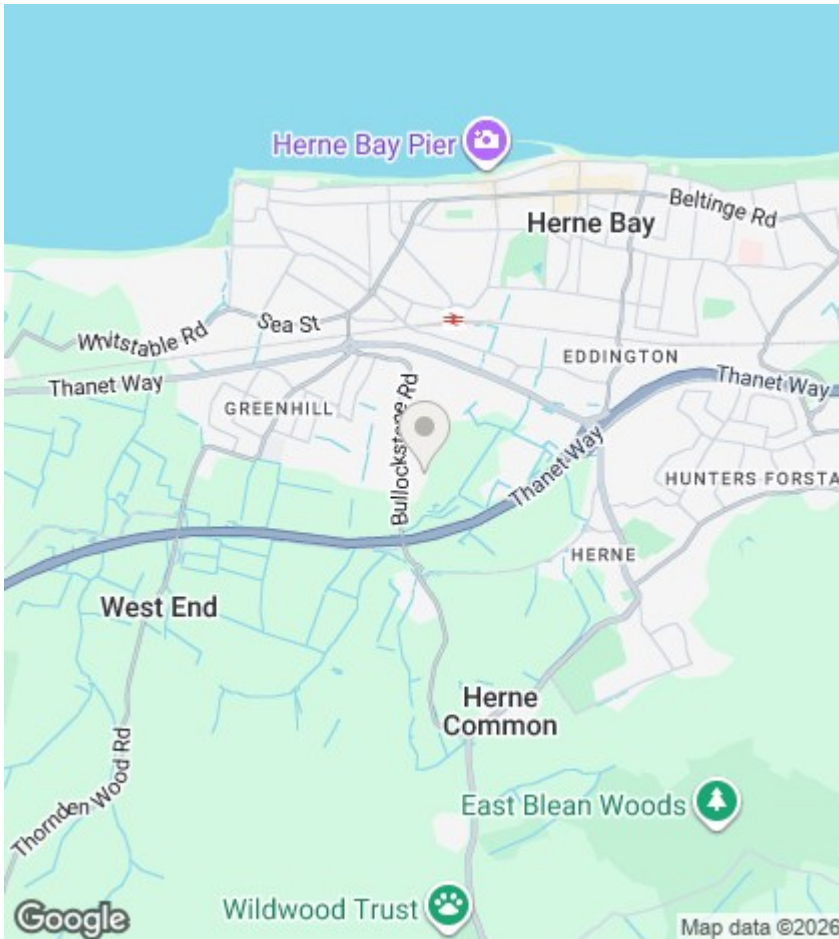 Herne Bay Pier
Beltinge Rd
Herne Bay
Sea St
Whitstable Rd
EDDINGTON
Thanet Way
Thanet Way
GREENHILL
Bullockstone Rd
Thanet Way
HUNTERS FORSTA
HERNE
West End
Herne
Common
Thornden Wood Rd
East Blean Woods
Wildwood Trust
Google
Map data ©2026